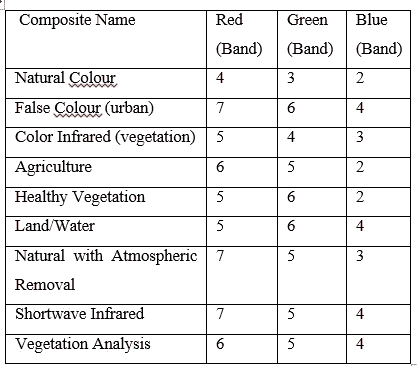 Composite Name Red Green Blue
(Band) (Band) (Band)
Natural Colour 4 3 2
False Colour (urban) 7 6 4
Color Infrared (vegetation) 5 4 3
Agriculture 6 5 2
Healthy Vegetation 5 6 2
Land/Water 5 6 4
Natural with Atmospheric 7 5 3
Removal
Shortwave Infrared 7 5 4
Vegetation Analysis 6 5 4